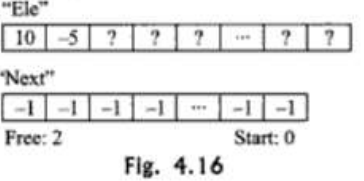 "Ele"
10 -5 ? ? ? ... ? ?
"Next"
-1 -1 -1 -1 ... -1 -1
Free: 2 Start: 0
Fig. 4.16